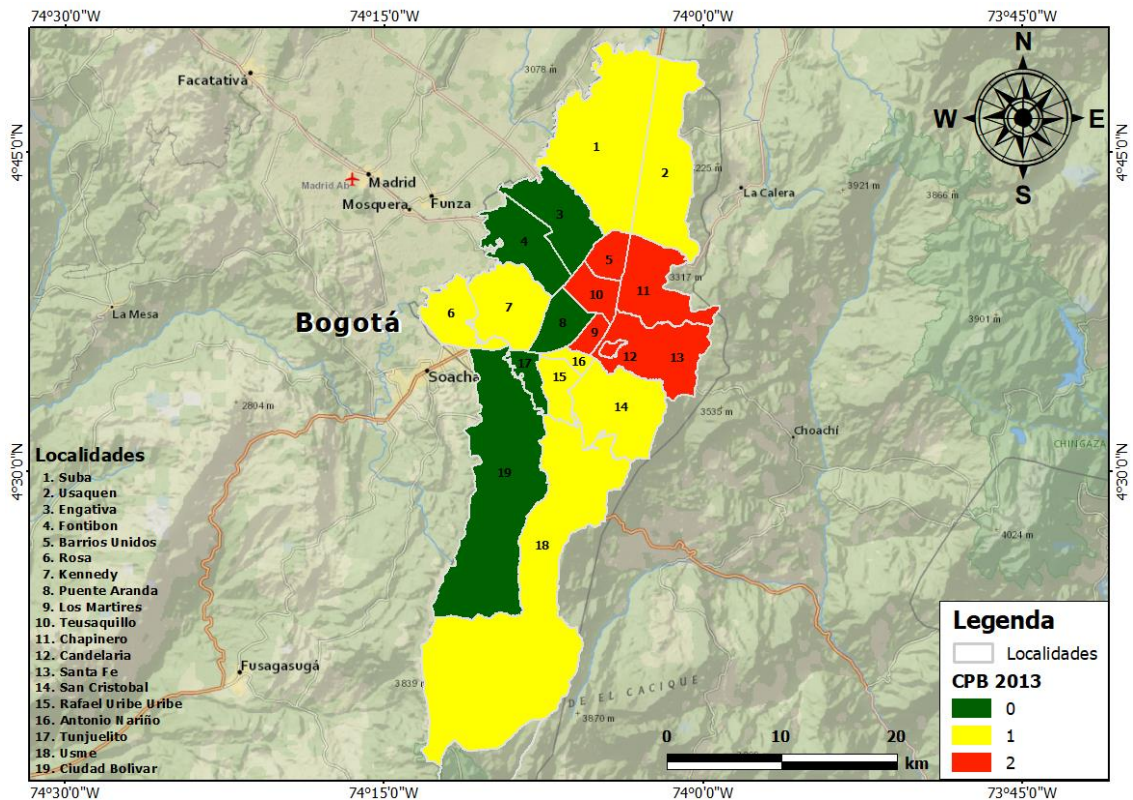 74°30'0"W
74°15'0"W
74°0'0"W
73°45'0"W
4°45'0"N
4°45'0"N
4°30'0"N
4°30'0"N
N
W
E
S
Facatativá
3078 m
Madrid Ab
Madrid
Mosquera
Funza
225 m
La Calera
3921 m
3866 m
1
2
3
4
5
6
7
8
9
10
11
12
13
14
15
16
17
18
19
3317 m
La Mesa
Bogotá
3901 m
Soacha
2804 m
3535 m
Choachí
CHINGAZA
4024 m
Fusagasugá
3839
DE EL CACIQUE
3870 m
Localidades
1. Suba
2. Usaquen
3. Engativa
4. Fontibon
5. Barrios Unidos
6. Rosa
7. Kennedy
8. Puente Aranda
9. Los Martires
10. Teusaquillo
11. Chapinero
12. Candelaria
13. Santa Fe
14. San Cristobal
15. Rafael Uribe Uribe
16. Antonio Nariño
17. Tunjuelito
18. Usme
19. Ciudad Bolivar
Legenda
Localidades
CPB 2013
0
1
2
0 10 20
km
74°30'0"W
74°15'0"W
74°0'0"W
73°45'0"W